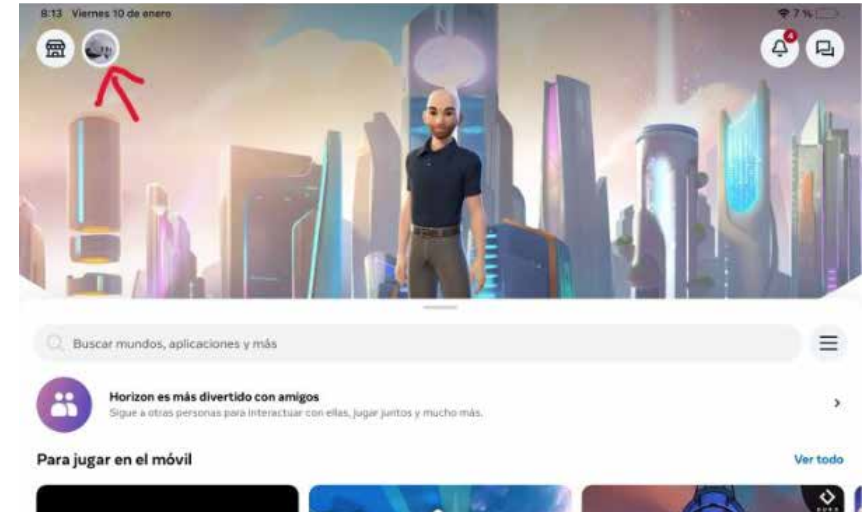 8:13 Viernes 10 de enero
7 %
4
Buscar mundos, aplicaciones y más
Horizon es más divertido con amigos
Sigue a otras personas para interactuar con ellas, jugar juntos y mucho más.
Para jugar en el móvil
Ver todo